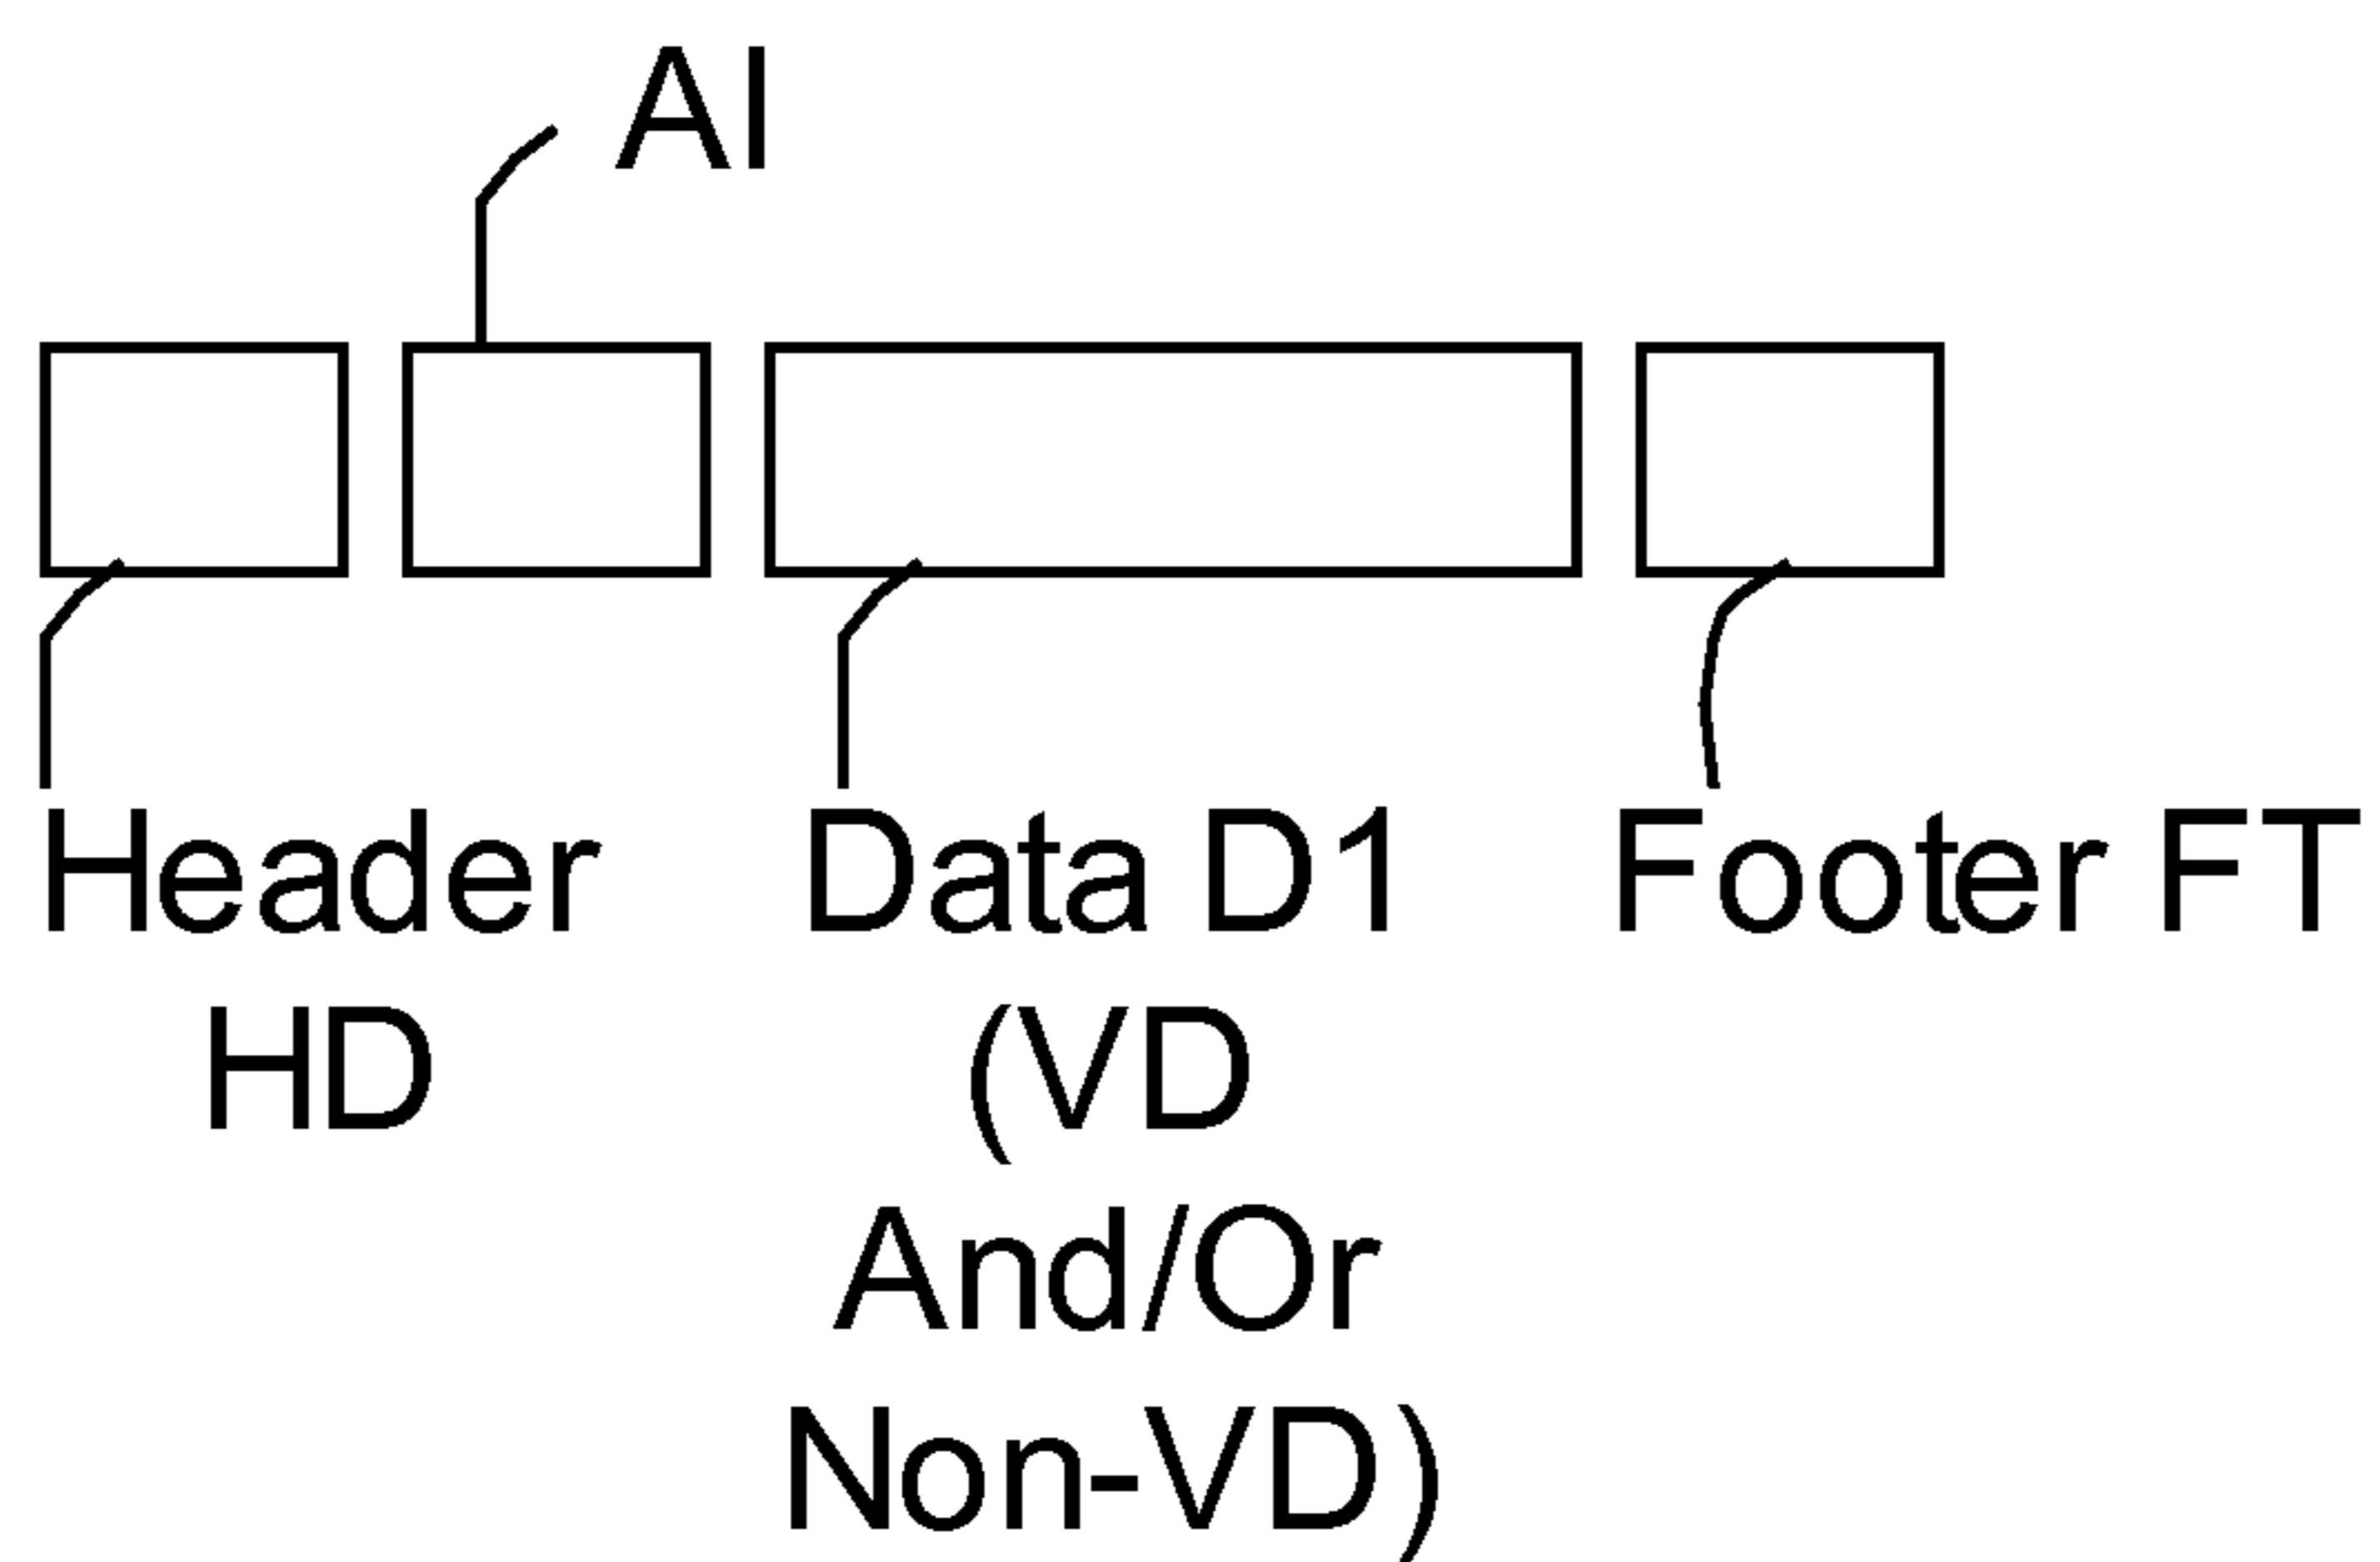 AI
Header
HD
Data D1
(VD
And/Or
Non-VD)
Footer FT